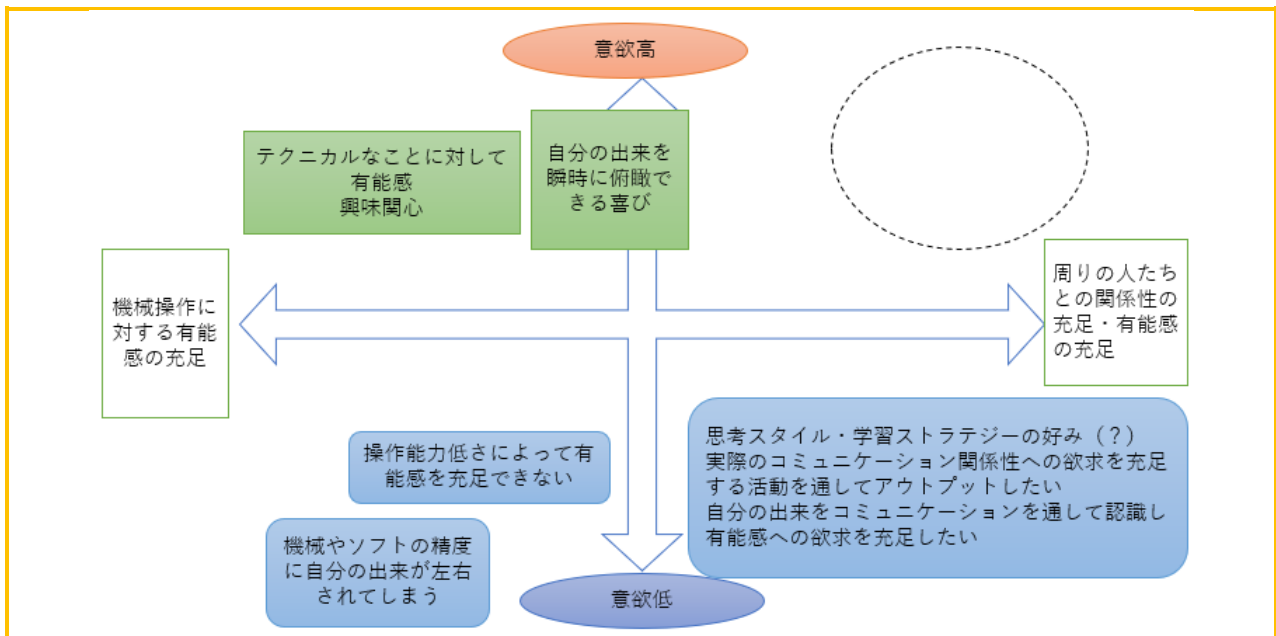 意欲高
テクニカルなことに対して
有能感
興味関心
自分の出来を
瞬時に俯瞰で
きる喜び
機械操作に
対する有能
感の充足
周りの人たち
との関係性の
充足・有能感
の充足
操作能力低さによって有
能感を充足できない
思考スタイル・学習ストラテジーの好み（？）
実際のコミュニケーション関係性への欲求を充足
する活動を通してアウトプットしたい
自分の出来をコミュニケーションを通して認識し
有能感への欲求を充足したい
機械やソフトの精度
に自分の出来が左右
されてしまう
意欲低